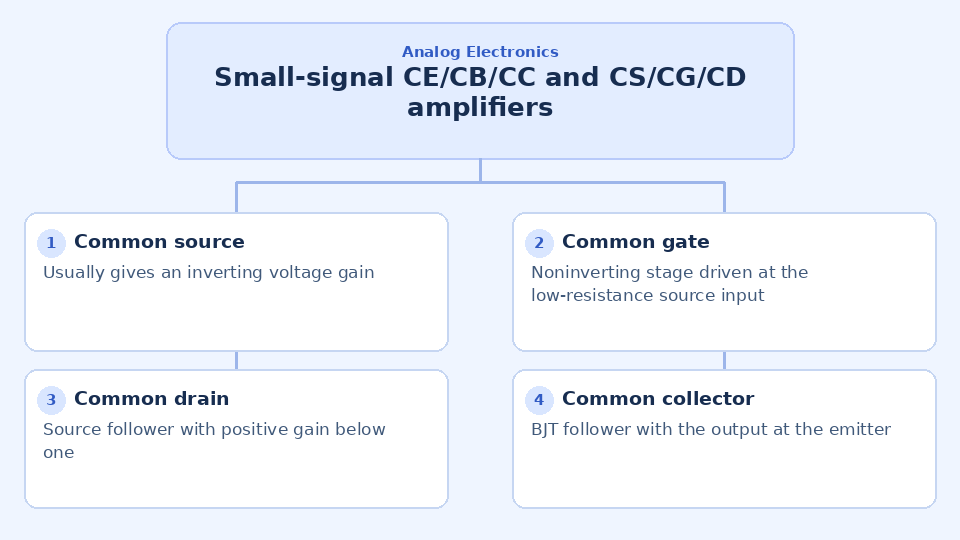 Analog Electronics
Small-signal CE/CB/CC and CS/CG/CD
amplifiers
1 Common source
Usually gives an inverting voltage gain
2 Common gate
Noninverting stage driven at the
low-resistance source input
3 Common drain
Source follower with positive gain below
one
4 Common collector
BJT follower with the output at the emitter